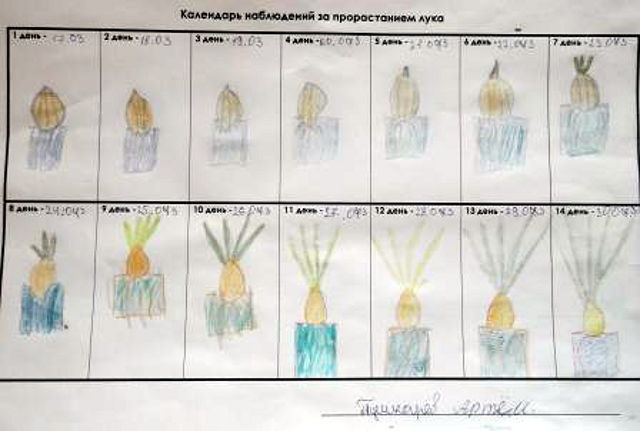 Календарь наблюдений за прорастанием лука
1 день - 17.03
2 день - 18.03
3 день - 19.03
4 день - 20.03
5 день - 21.03
6 день - 22.03
7 день - 23.03
8 день - 24.03
9 день - 25.03
10 день - 26.03
11 день - 27.03
12 день - 28.03
13 день - 29.03
14 день - 30.03
Пушкарёв Артём.